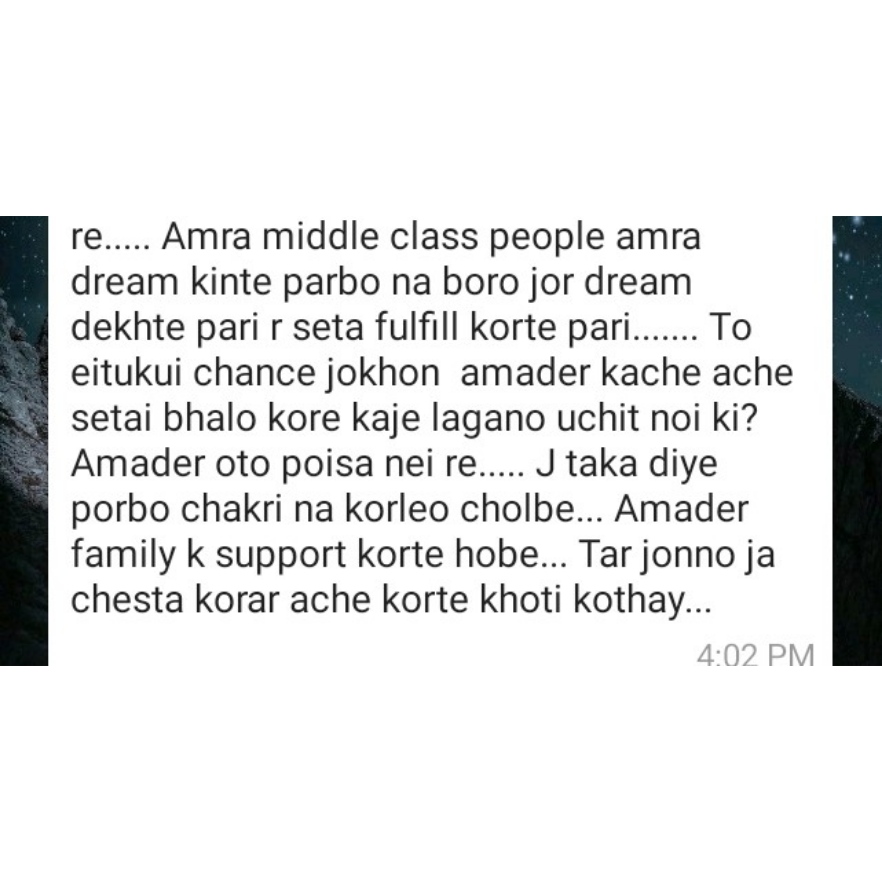 re..... Amra middle class people amra
dream kinte parbo na boro jor dream
dekhte pari r seta fulfill korte pari....... To
eitukui chance jokhon  amader kache ache
setai bhalo kore kaje lagano uchit noi ki?
Amader oto poisa nei re..... J taka diye
porbo chakri na korleo cholbe... Amader
family k support korte hobe... Tar jonno ja
chesta korar ache korte khoti kothay...
4:02 PM